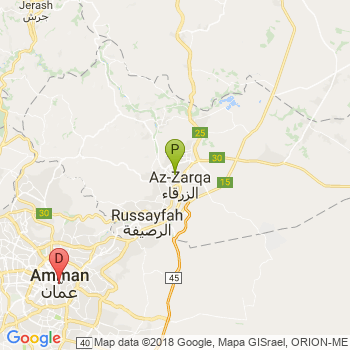 Jerash
جرش
25
P
30
Az-Zarqa
الزرقاء
15
Russayfah
الرصيفة
30
D
Amman
عمان
45
40
Google
Map data ©2018 Google, Mapa GISrael, ORION-ME